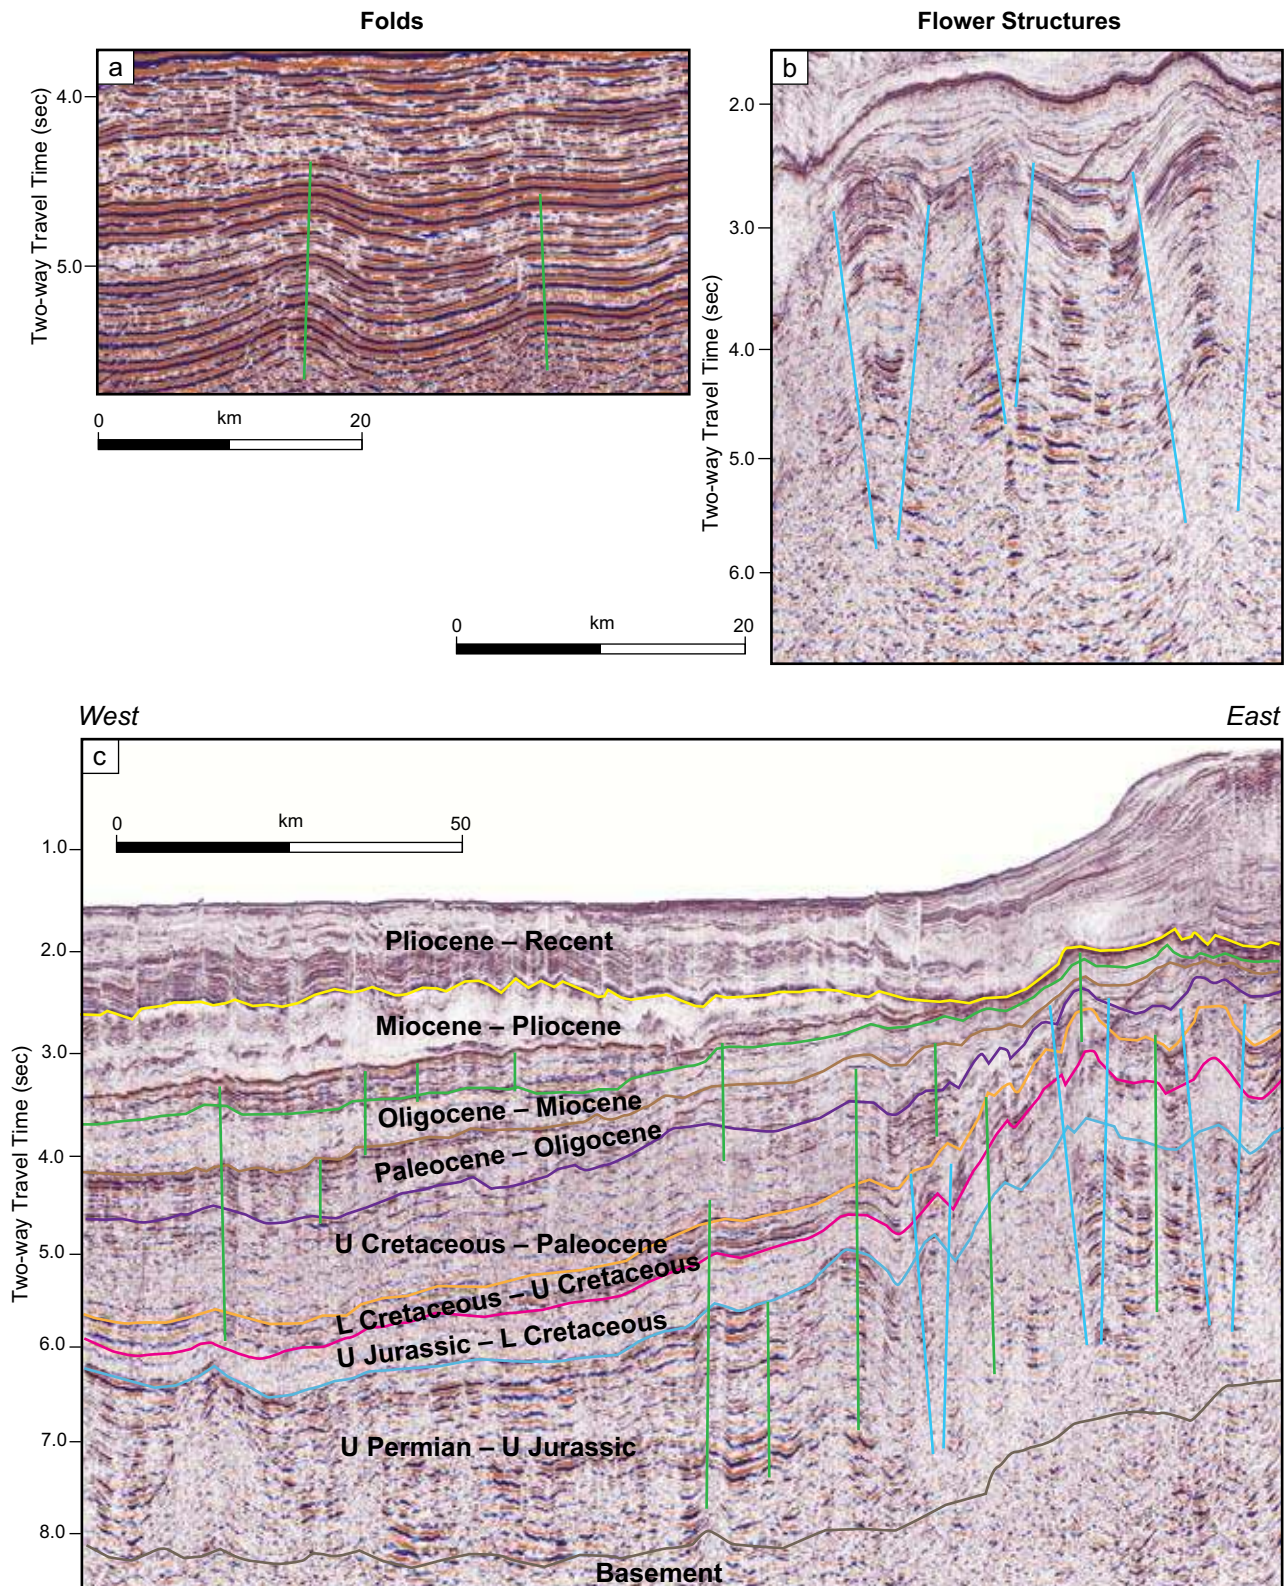 Folds
Flower Structures
a
4.0
5.0
Two-way Travel Time (sec)
0
km
20
b
2.0
3.0
4.0
5.0
6.0
Two-way Travel Time (sec)
0
km
20
West
East
c
0
km
50
1.0
2.0
3.0
4.0
5.0
6.0
7.0
8.0
Two-way Travel Time (sec)
Pliocene – Recent
Miocene – Pliocene
Oligocene – Miocene
Paleocene – Oligocene
U Cretaceous – Paleocene
L Cretaceous – U Cretaceous
U Jurassic – L Cretaceous
U Permian – U Jurassic
Basement